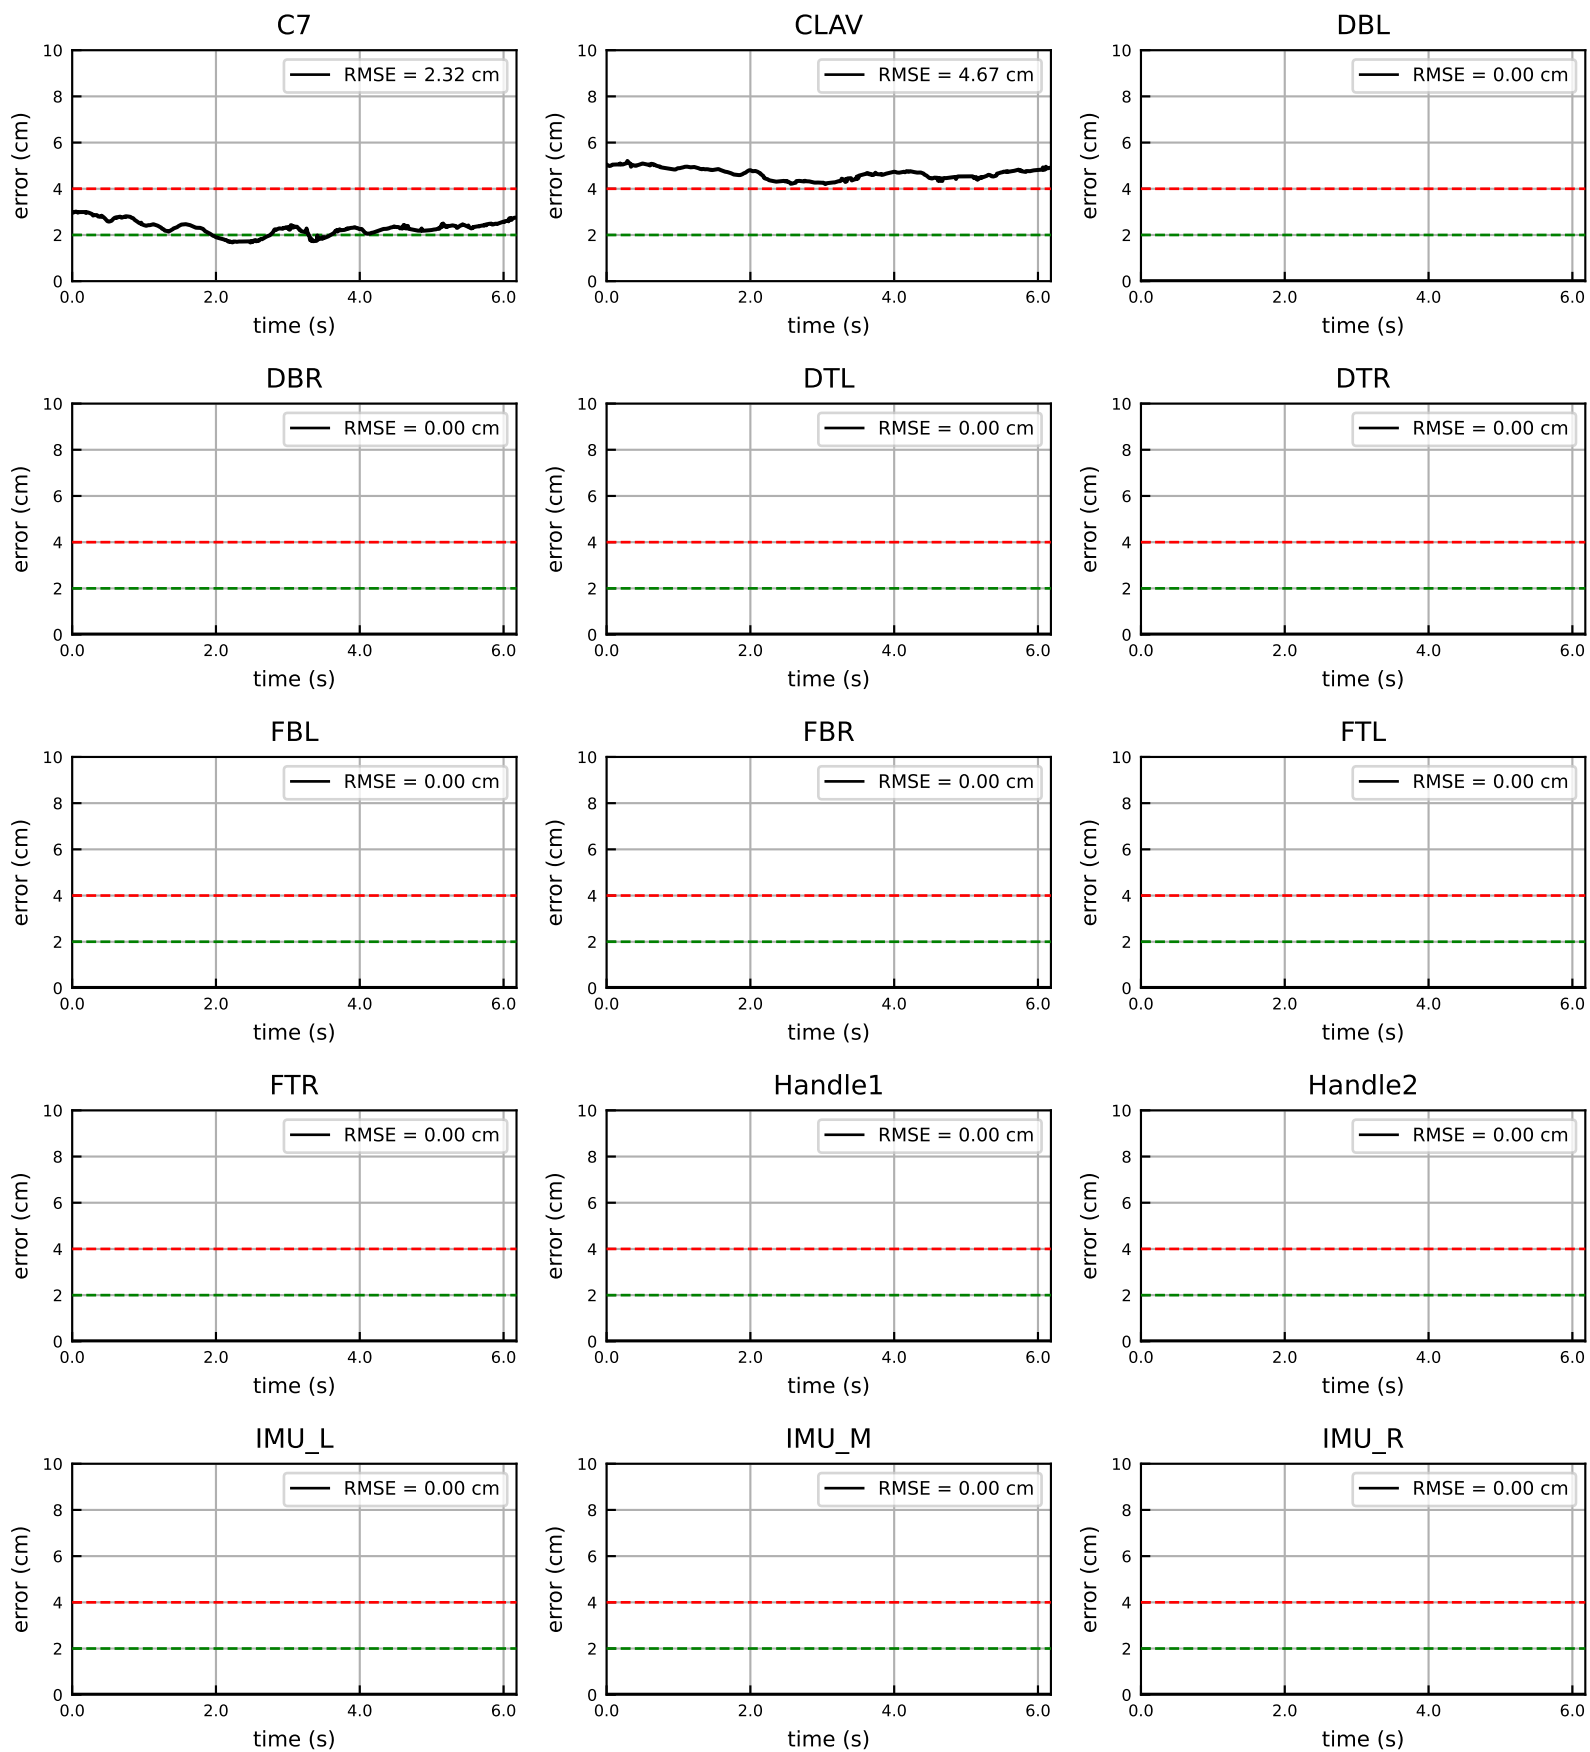 C7 CLAV DBL
10 RMSE = 2.32 cm 10 RMSE = 4.67 cm 10 RMSE = 0.00 cm
8 8 8
6 6 6
error (cm) error (cm) error (cm)
4 4 4
2 2 2
0 0 0
0.0 2.0 4.0 6.0 0.0 2.0 4.0 6.0 0.0 2.0 4.0 6.0
time (s) time (s) time (s)
DBR DTL DTR
10 RMSE = 0.00 cm 10 RMSE = 0.00 cm 10 RMSE = 0.00 cm
8 8 8
6 6 6
error (cm) error (cm) error (cm)
4 4 4
2 2 2
0 0 0
0.0 2.0 4.0 6.0 0.0 2.0 4.0 6.0 0.0 2.0 4.0 6.0
time (s) time (s) time (s)
FBL FBR FTL
10 RMSE = 0.00 cm 10 RMSE = 0.00 cm 10 RMSE = 0.00 cm
8 8 8
6 6 6
error (cm) error (cm) error (cm)
4 4 4
2 2 2
0 0 0
0.0 2.0 4.0 6.0 0.0 2.0 4.0 6.0 0.0 2.0 4.0 6.0
time (s) time (s) time (s)
FTR Handle1 Handle2
10 RMSE = 0.00 cm 10 RMSE = 0.00 cm 10 RMSE = 0.00 cm
8 8 8
6 6 6
error (cm) error (cm) error (cm)
4 4 4
2 2 2
0 0 0
0.0 2.0 4.0 6.0 0.0 2.0 4.0 6.0 0.0 2.0 4.0 6.0
time (s) time (s) time (s)
IMU_L IMU_M IMU_R
10 RMSE = 0.00 cm 10 RMSE = 0.00 cm 10 RMSE = 0.00 cm
8 8 8
6 6 6
error (cm) error (cm) error (cm)
4 4 4
2 2 2
0 0 0
0.0 2.0 4.0 6.0 0.0 2.0 4.0 6.0 0.0 2.0 4.0 6.0
time (s) time (s) time (s)